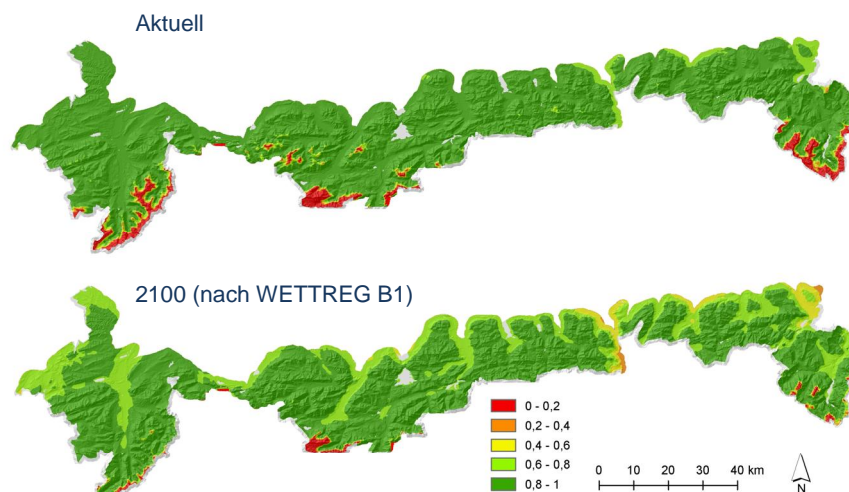 Aktuell
2100 (nach WETTREG B1)
0 - 0,2
0,2 - 0,4
0,4 - 0,6
0,6 - 0,8
0,8 - 1
0 10 20 30 40 km
N